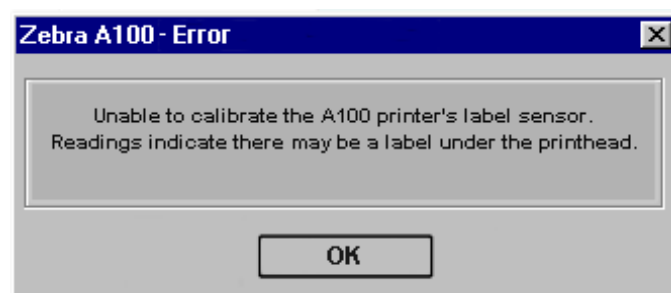 Zebra A100 - Error
Unable to calibrate the A100 printer's label sensor.
Readings indicate there may be a label under the printhead.
OK